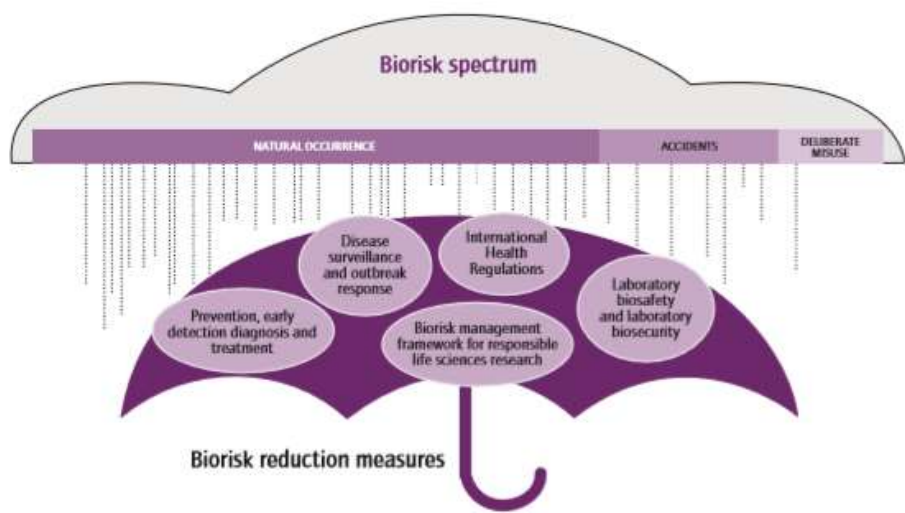 Biorisk spectrum
NATURAL OCCURRENCE
ACCIDENTS
DELIBERATE
MISUSE
Disease
surveillance
and outbreak
response
International
Health
Regulations
Laboratory
biosafety
and laboratory
biosecurity
Prevention, early
detection diagnosis and
treatment
Biorisk management
framework for responsible
life sciences research
Biorisk reduction measures